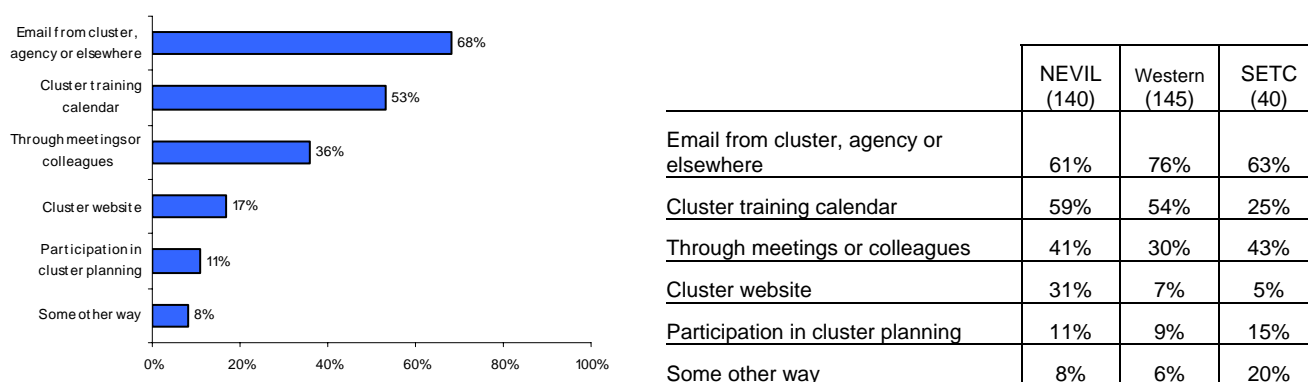 Email from cluster,
agency or elsewhere
68%
Cluster training
calendar
53%
Through meetings or
colleagues
36%
Cluster website
17%
Participation in
cluster planning
11%
Some other way
8%
0% 20% 40% 60% 80% 100%
NEVIL Western SETC
(140) (145) (40)
Email from cluster, agency or
elsewhere 61% 76% 63%
Cluster training calendar 59% 54% 25%
Through meetings or colleagues 41% 30% 43%
Cluster website 31% 7% 5%
Participation in cluster planning 11% 9% 15%
Some other way 8% 6% 20%